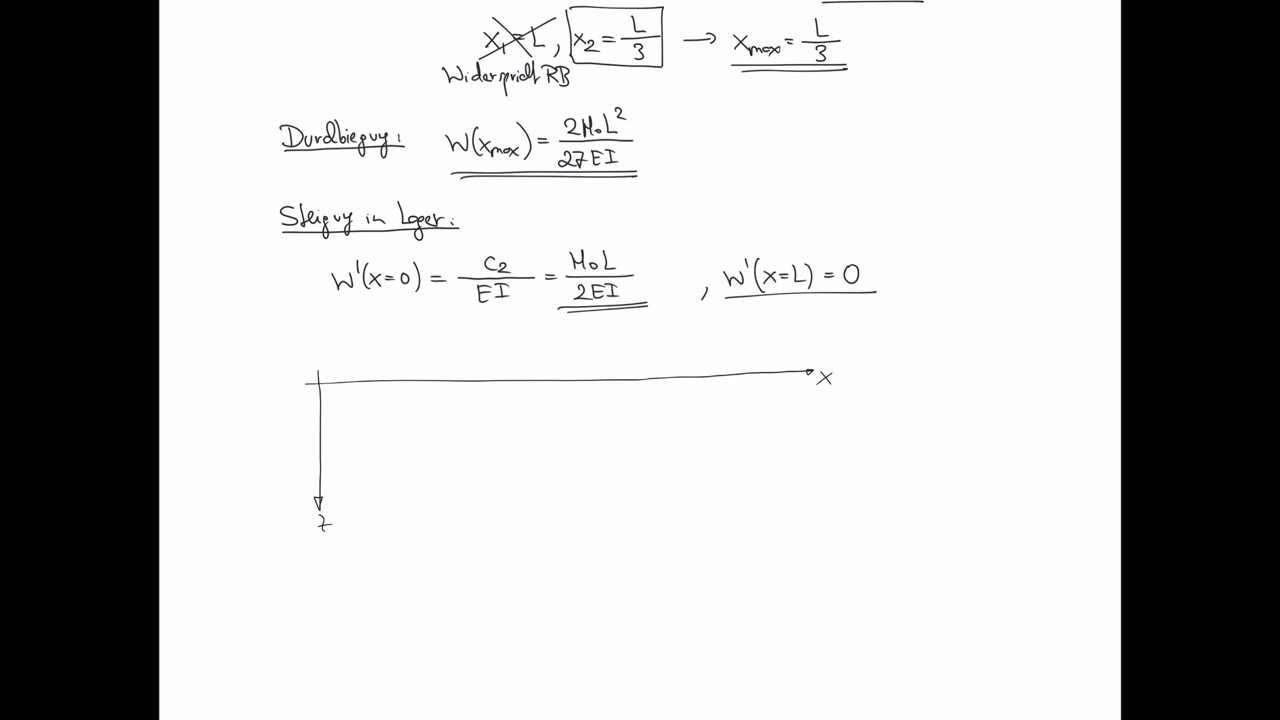 x₁ = L, x₂ = L/3 → x_max = L/3
Widerspricht RB
Durchbiegung: w(x_max) = 2M₀L²/27EI
Steigung in Lager:
w'(x=0) = C₂/EI = M₀L/2EI , w'(x=L) = 0
x
z